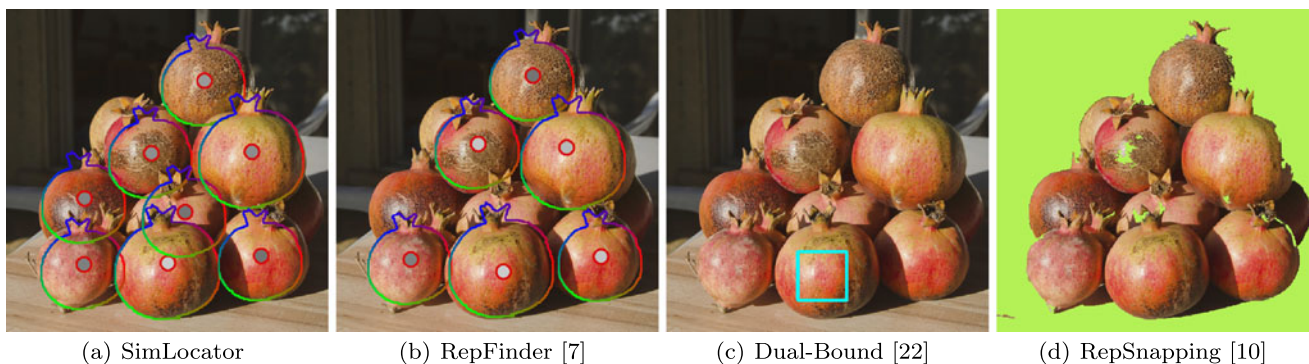 (a) SimLocator
(b) RepFinder [7]
(c) Dual-Bound [22]
(d) RepSnapping [10]